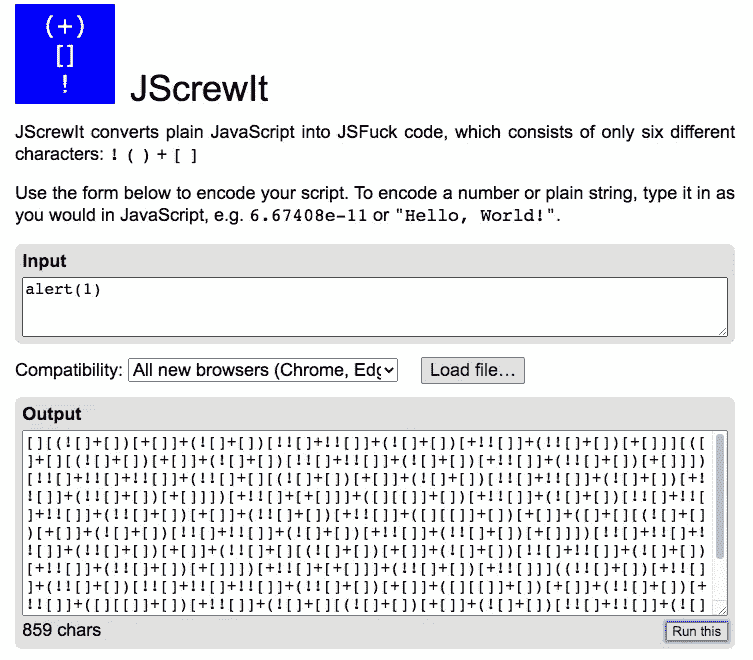 (+)
[]
!
JScrewIt
JScrewIt converts plain JavaScript into JSFuck code, which consists of only six different
characters: ! ( ) + [ ]
Use the form below to encode your script. To encode a number or plain string, type it in as
you would in JavaScript, e.g. 6.67408e-11 or "Hello, World!".
Input
alert(1)
Compatibility: All new browsers (Chrome, Edg
Load file…
Output
[][(![]+[])[+[]]+(![]+[])[!![]+!![]]+(![]+[])[+!![]]+(!![]+[])[+[]]][([
]+[][(![]+[])[+[]]+(![]+[])[!![]+!![]]+(![]+[])[+!![]]+(!![]+[])[+[]]])
[!![]+!![]+!![]]+(!![]+[][(![]+[])[+[]]+(![]+[])[!![]+!![]]+(![]+[])[+!
![]]+(!![]+[])[+[]]])[+!![]+[+[]]]+([][[]]+[])[+!![]]+(![]+[])[!![]+!![
]+!![]]+(!![]+[])[+[]]+(!![]+[])[+!![]]+([][[]]+[])[+[]]+([]+[][(![]+[]
)[+[]]+(![]+[])[!![]+!![]]+(![]+[])[+!![]]+(!![]+[])[+[]]])[!![]+!![]+!
![]]+(!![]+[])[+[]]+(!![]+[][(![]+[])[+[]]+(![]+[])[!![]+!![]]+(![]+[])
[+!![]]+(!![]+[])[+[]]])[+!![]+[+[]]]+(!![]+[])[+!![]]]((!![]+[])[+!![]
]+(!![]+[])[!![]+!![]+!![]]+(!![]+[])[+[]]+([][[]]+[])[+[]]+(!![]+[])[+
!![]]+([][[]]+[])[+!![]]+(![]+[][(![]+[])[+[]]+(![]+[])[!![]+!![]]+(![]
859 chars
Run this